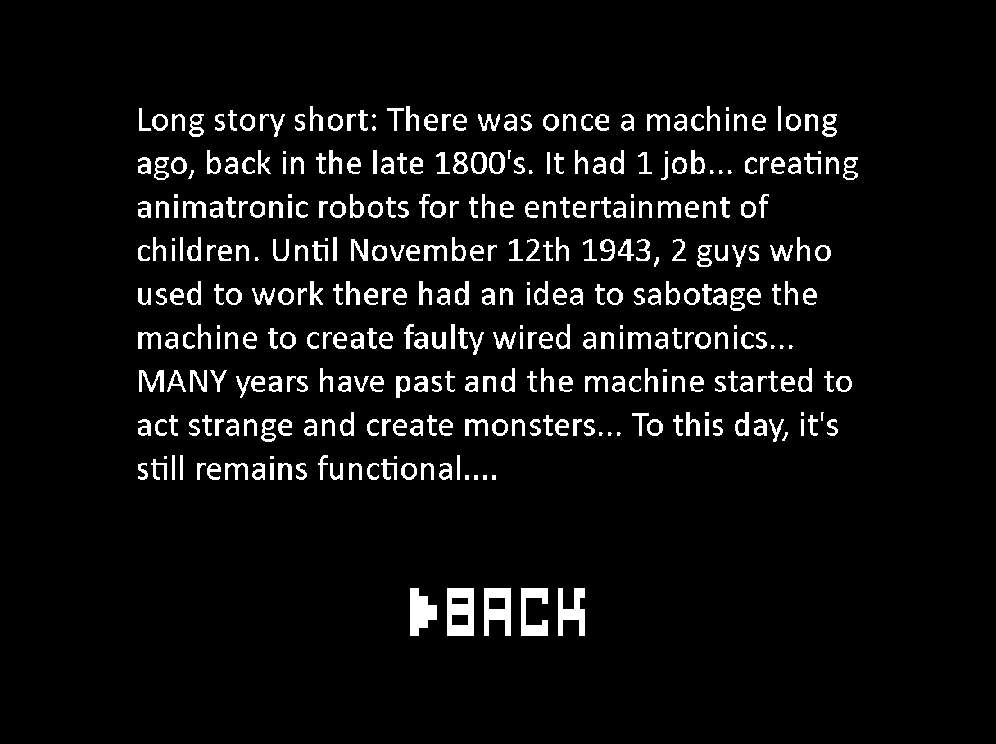 Long story short: There was once a machine long
ago, back in the late 1800's. It had 1 job... creating
animatronic robots for the entertainment of
children. Until November 12th 1943, 2 guys who
used to work there had an idea to sabotage the
machine to create faulty wired animatronics...
MANY years have past and the machine started to
act strange and create monsters... To this day, it's
still remains functional....
BACK